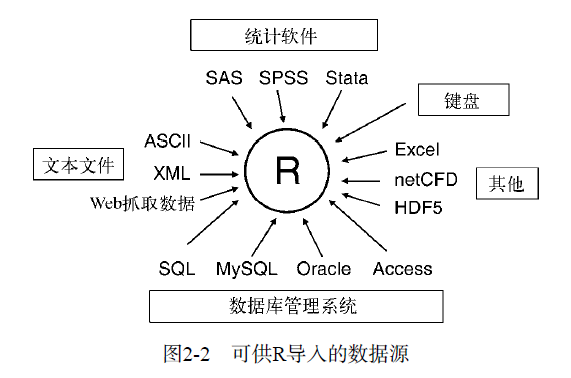 统计软件
SAS SPSS Stata
键盘
ASCII
Excel
文本文件
XML
R
netCFD
其他
Web抓取数据
HDF5
SQL MySQL Oracle Access
数据库管理系统
图2-2 可供R导入的数据源